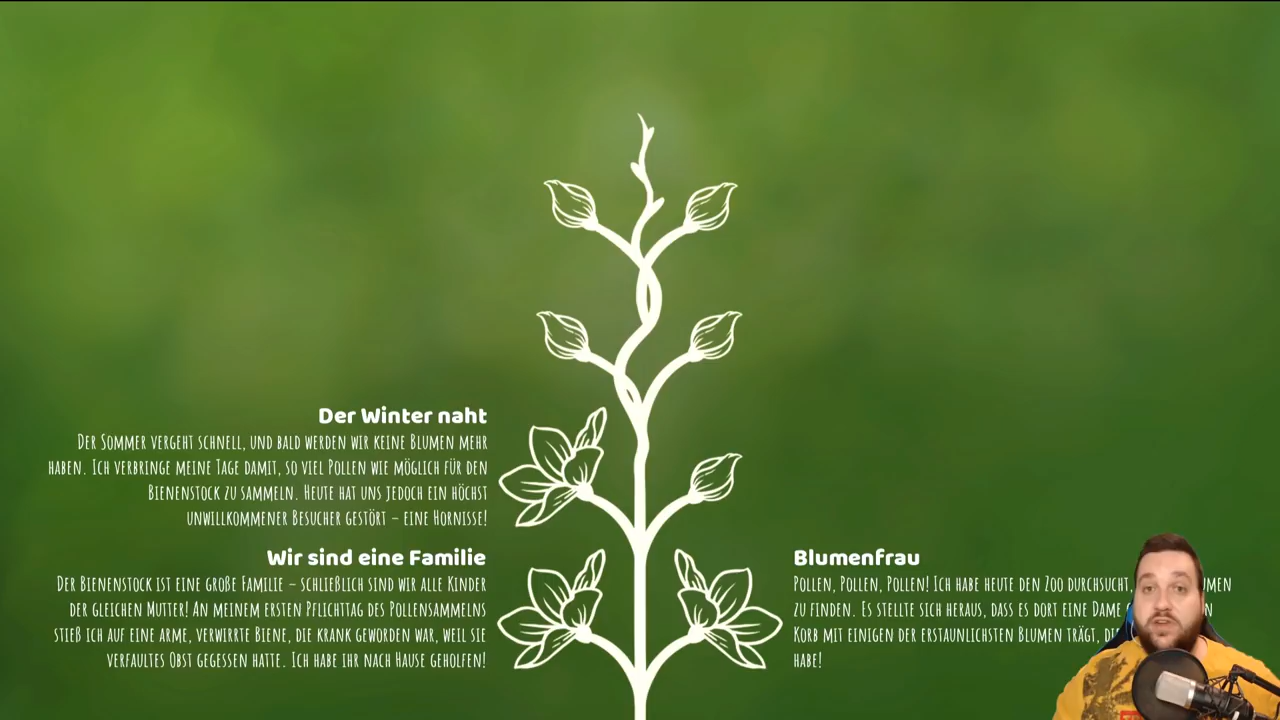 Der Winter naht
Der Sommer vergeht schnell, und bald werden wir keine Blumen mehr
haben. Ich verbringe meine Tage damit, so viel Pollen wie möglich für den
Bienenstock zu sammeln. Heute hat uns jedoch ein höchst
unwillkommener Besucher gestört – eine Hornisse!
Wir sind eine Familie
Der Bienenstock ist eine große Familie – schließlich sind wir alle Kinder
der gleichen Mutter! An meinem ersten Pflichttag des Pollensammelns
stieß ich auf eine arme, verwirrte Biene, die krank geworden war, weil sie
verfaultes Obst gegessen hatte. Ich habe ihr nach Hause geholfen!
Blumenfrau
Pollen, Pollen, Pollen! Ich habe heute den Zoo durchsucht,
zu finden. Es stellte sich heraus, dass es dort eine Dame
Korb mit einigen der erstaunlichsten Blumen trägt,
habe!